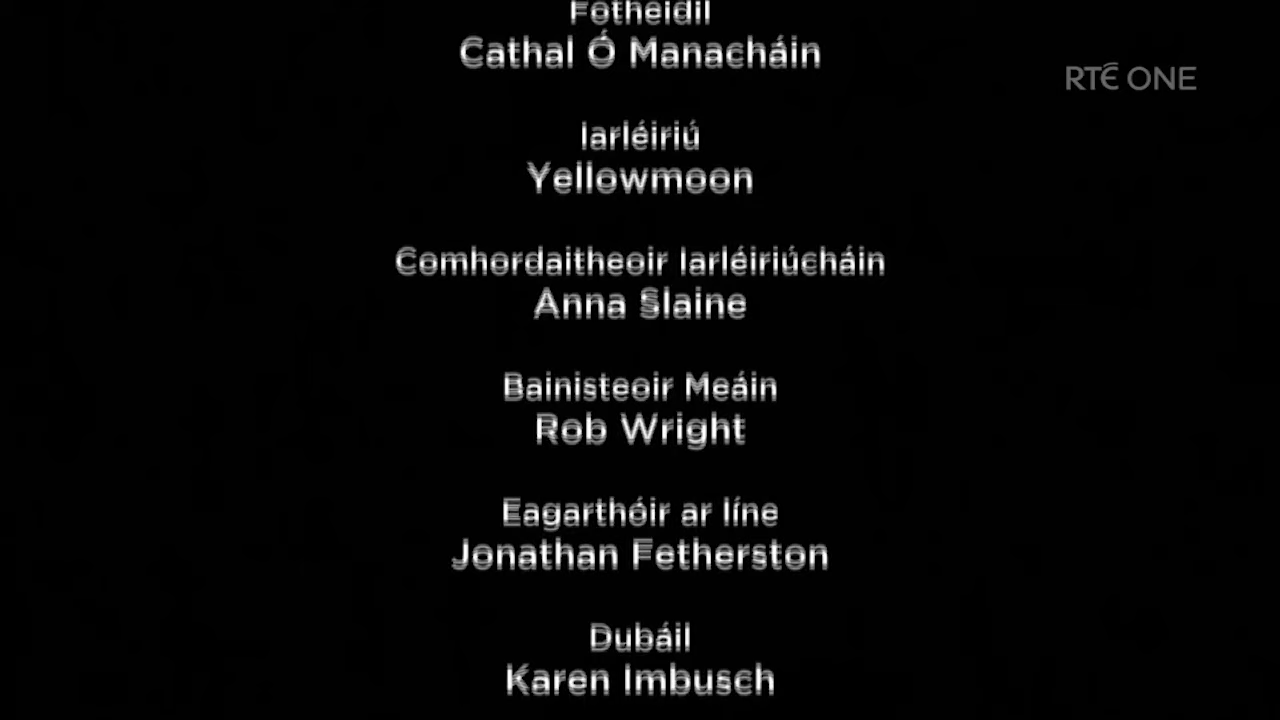 Fotheidil
Cathal Ó Manacháin
RTÉ ONE
Iarléiriú
Yellowmoon
Comhordaitheoir Iarléiriúcháin
Anna Slaine
Bainisteoir Meáin
Rob Wright
Eagarthóir ar líne
Jonathan Fetherston
Dubáil
Karen Imbusch